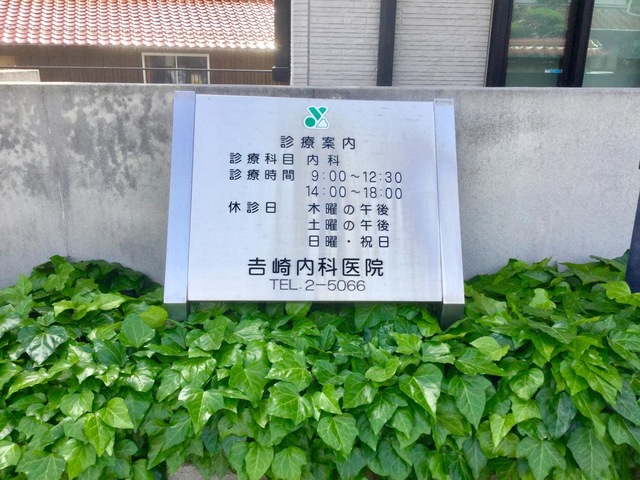 診療案内
診療科目 内科
診療時間 9:00～12:30
14:00～18:00
休診日 木曜の午後
土曜の午後
日曜・祝日
吉崎内科医院
TEL.2-5066